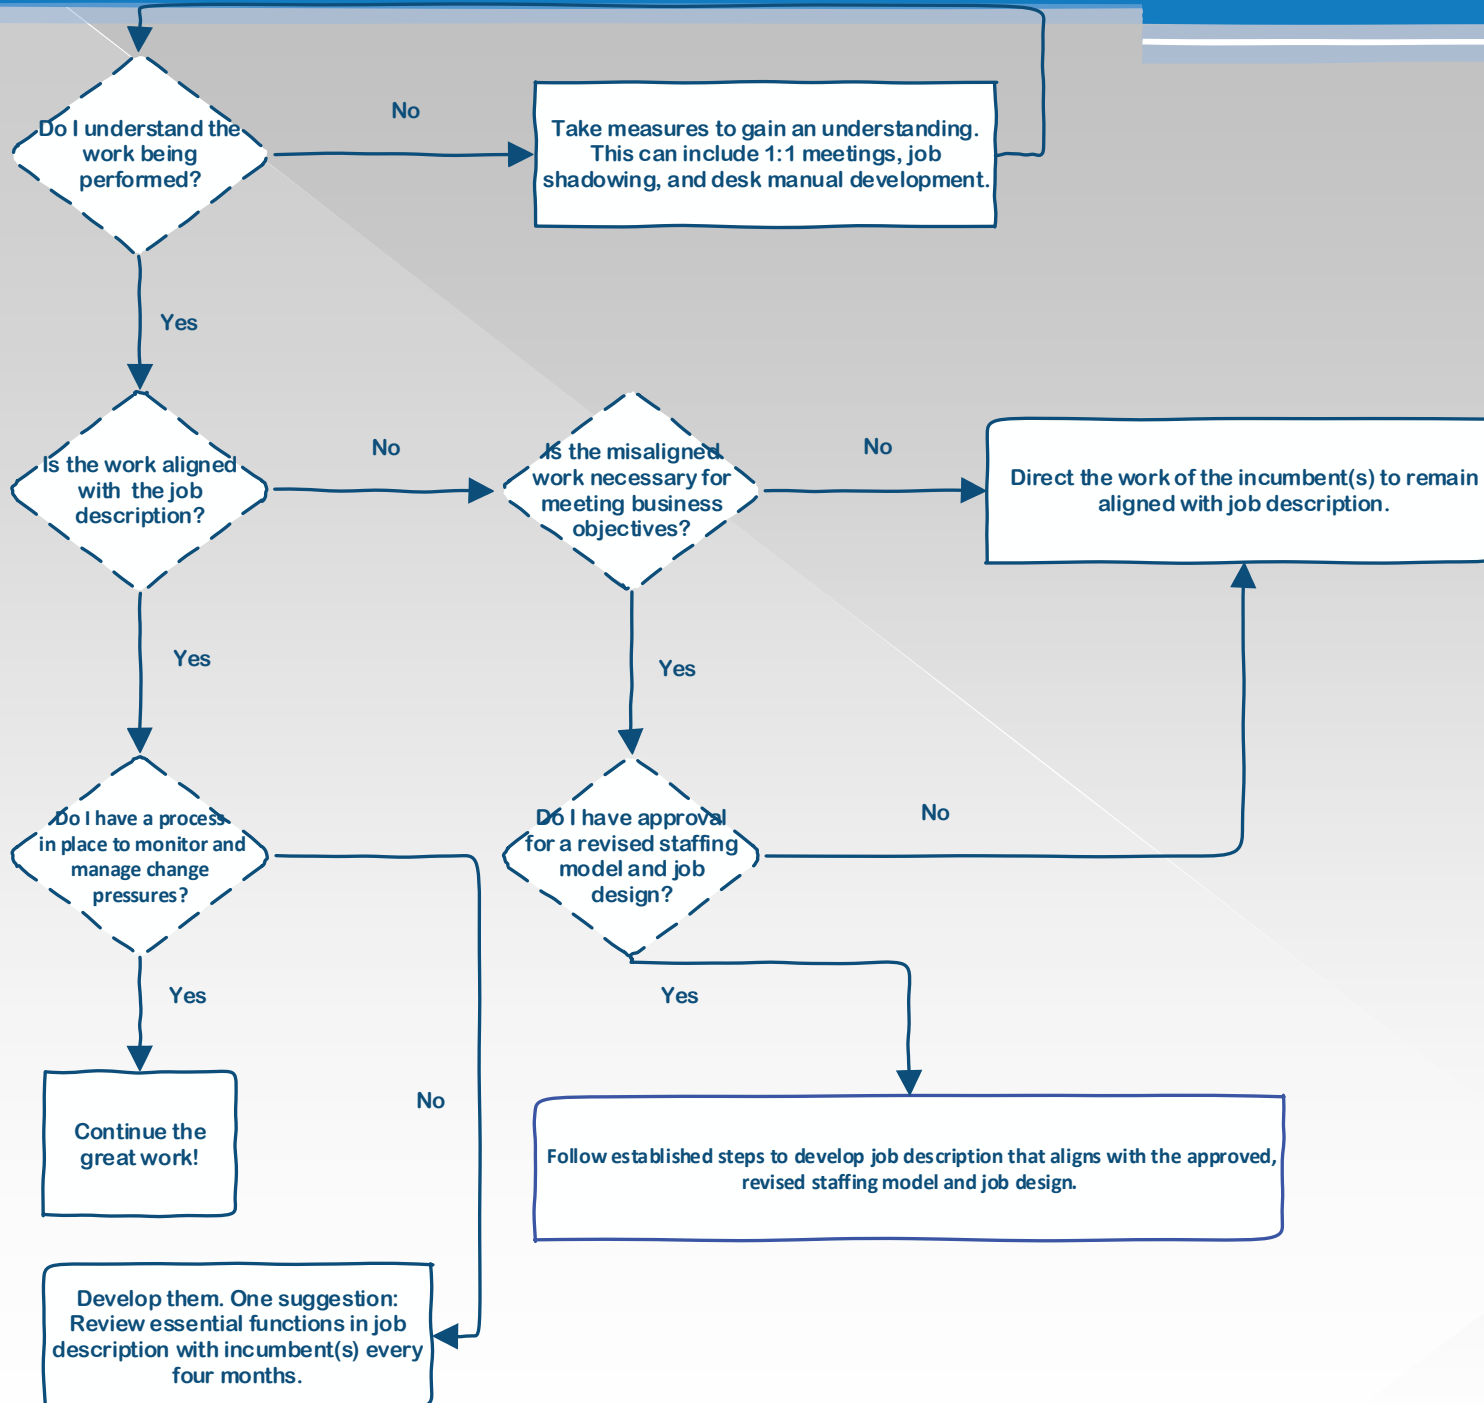 No
Do I understand the
work being
performed?
Take measures to gain an understanding.
This can include 1:1 meetings, job
shadowing, and desk manual development.
Yes
Is the work aligned
with the job
description?
No
Is the misaligned
work necessary for
meeting business
objectives?
No
Direct the work of the incumbent(s) to remain
aligned with job description.
Yes
Yes
Do I have a process
in place to monitor and
manage change
pressures?
Do I have approval
for a revised staffing
model and job
design?
No
Yes
Yes
No
Continue the
great work!
Follow established steps to develop job description that aligns with the approved,
revised staffing model and job design.
Develop them. One suggestion:
Review essential functions in job
description with incumbent(s) every
four months.